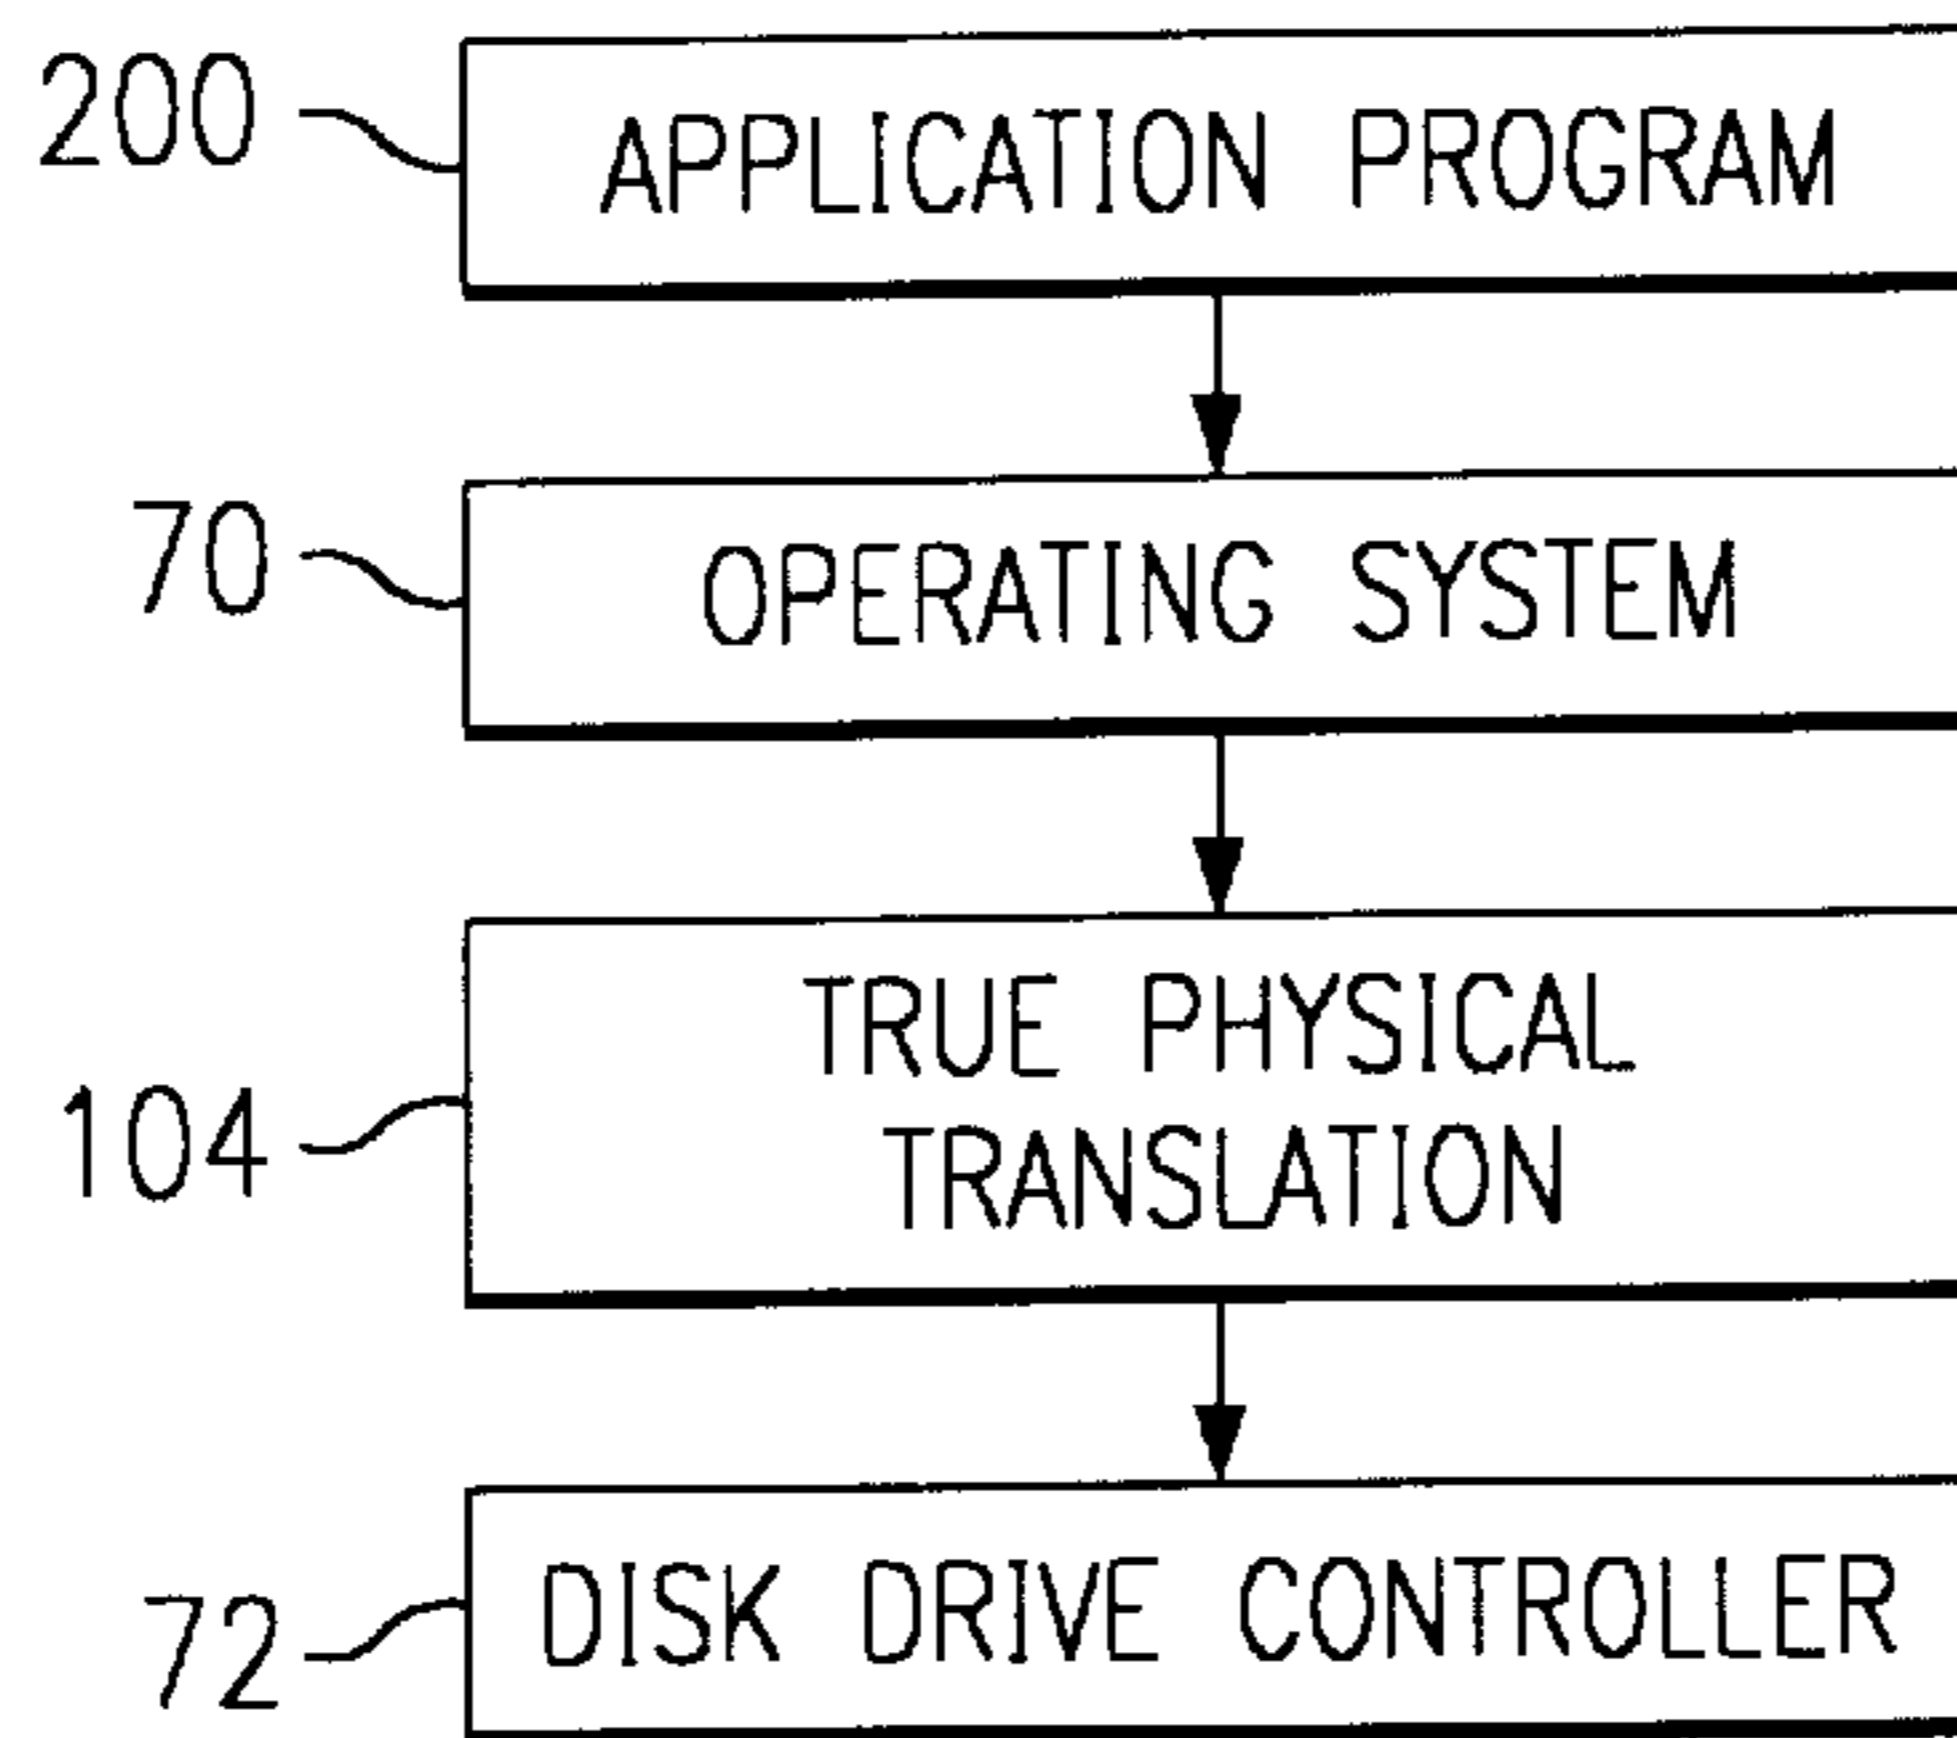 200
APPLICATION PROGRAM
70
OPERATING SYSTEM
TRUE PHYSICAL
104
TRANSLATION
72
DISK DRIVE CONTROLLER